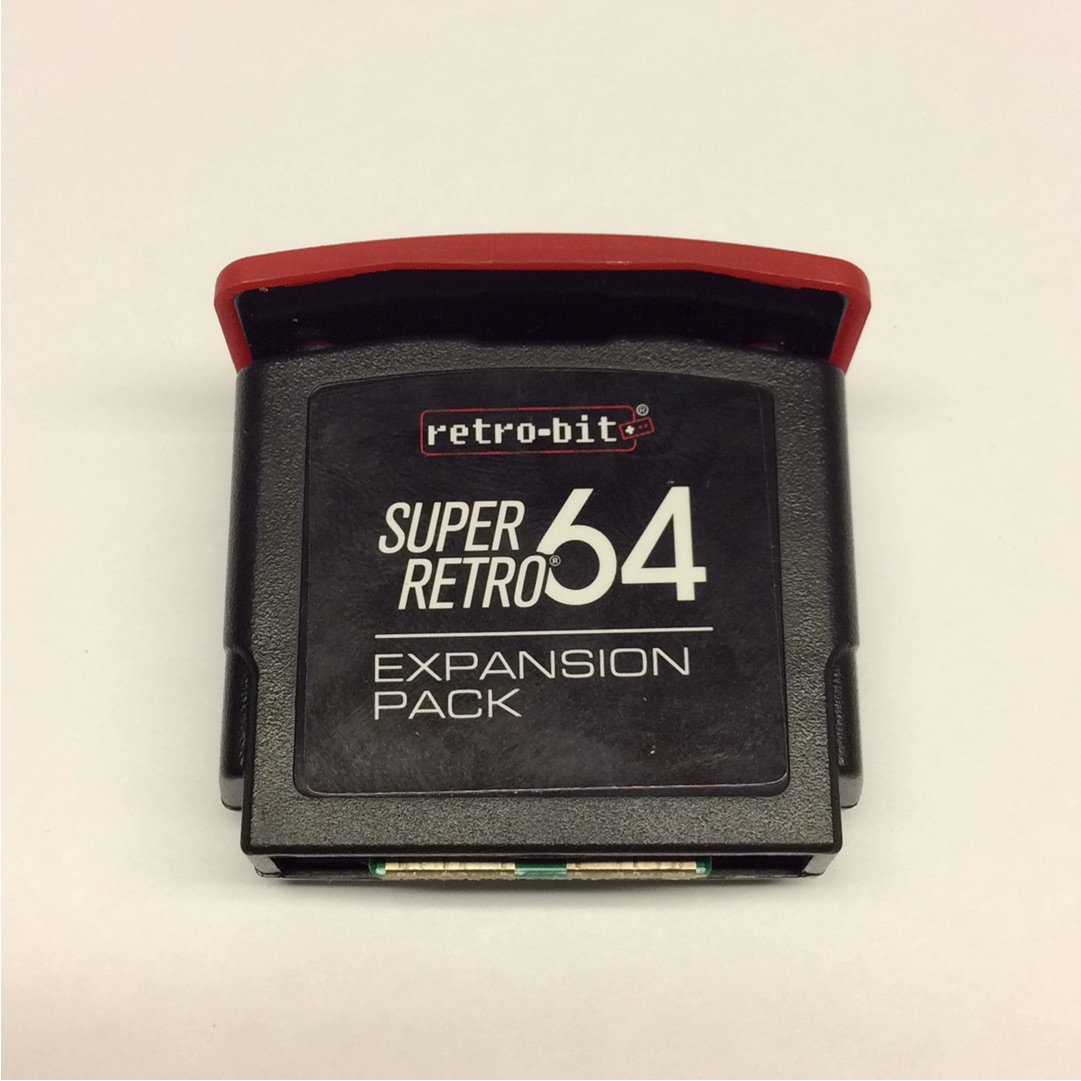 retro-bit®
SUPER
RETRO®64
EXPANSION
PACK